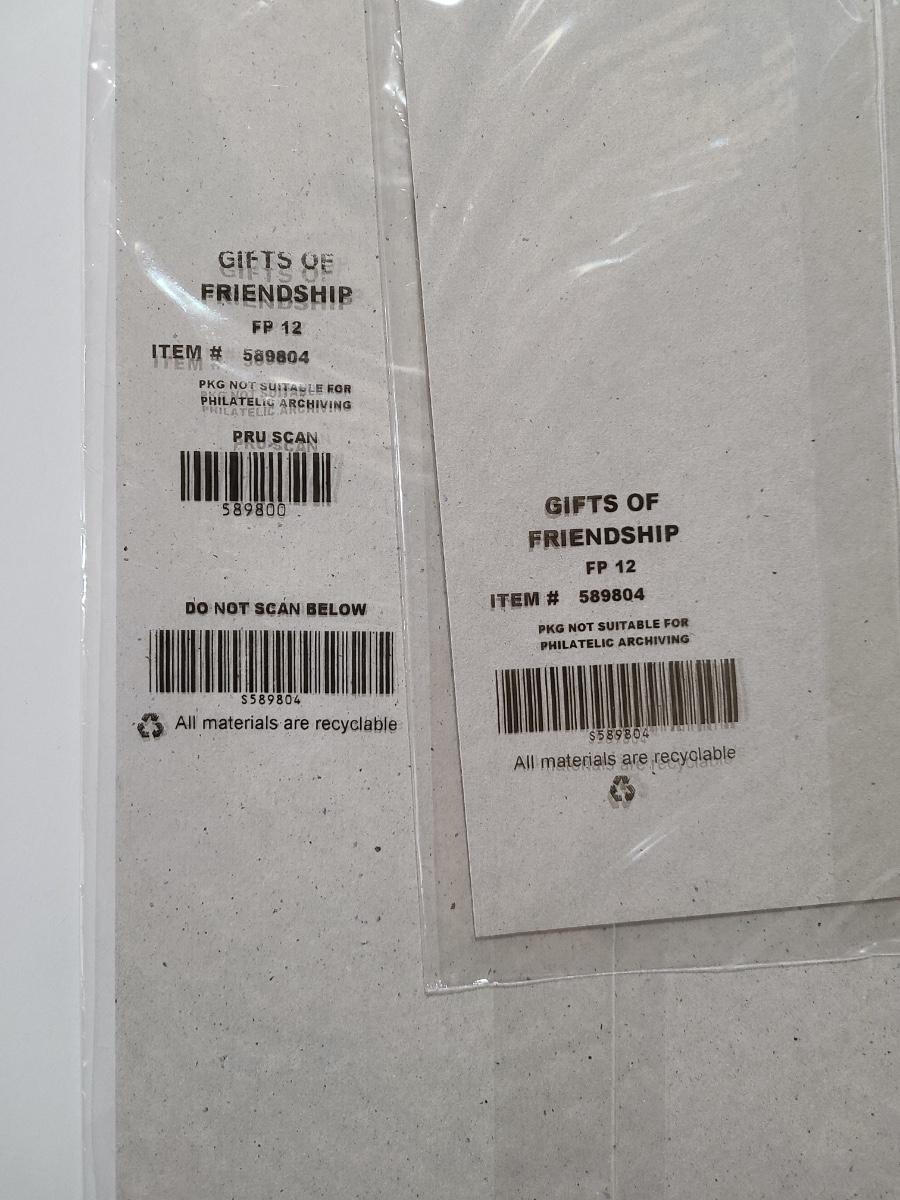 GIFTS OF
FRIENDSHIP
FP 12
ITEM # 589804
PKG NOT SUITABLE FOR
PHILATELIC ARCHIVING
PRU SCAN
589800
DO NOT SCAN BELOW
S589804
All materials are recyclable
GIFTS OF
FRIENDSHIP
FP 12
ITEM # 589804
PKG NOT SUITABLE FOR
PHILATELIC ARCHIVING
S589804
All materials are recyclable